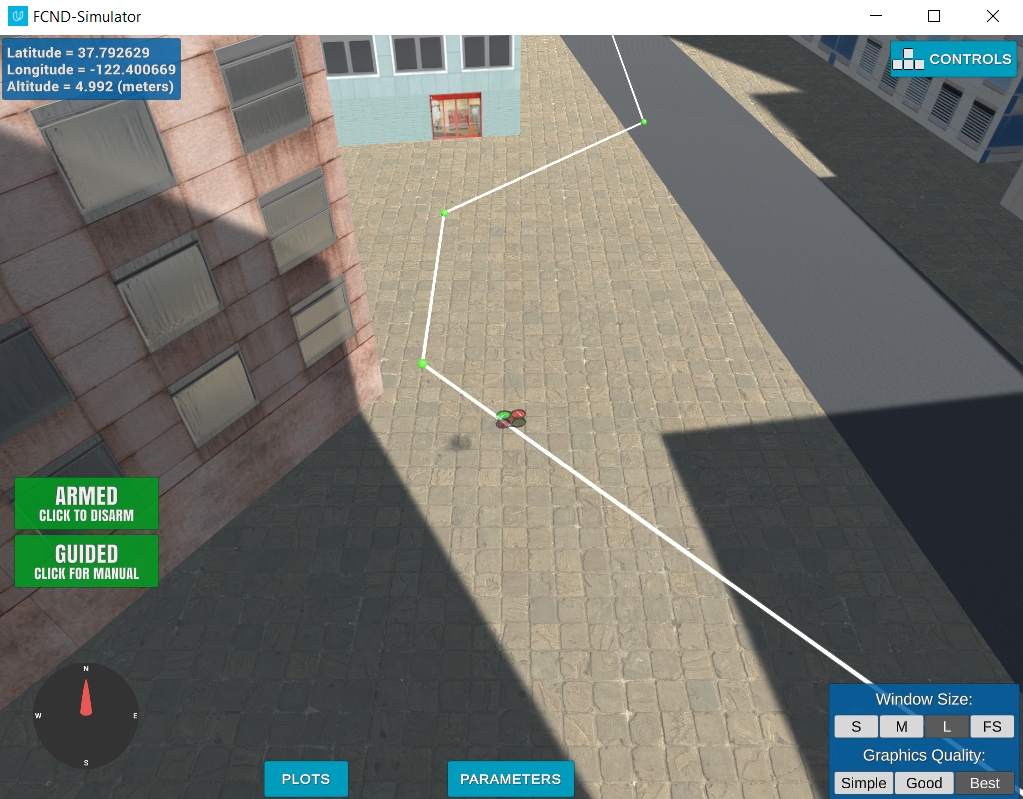 FCND-Simulator
Latitude = 37.792629
Longitude = -122.400669
Altitude = 4.992 (meters)
CONTROLS
ARMED
CLICK TO DISARM
GUIDED
CLICK FOR MANUAL
N
W E
S
PLOTS
PARAMETERS
Window Size:
S M L FS
Graphics Quality:
Simple Good Best